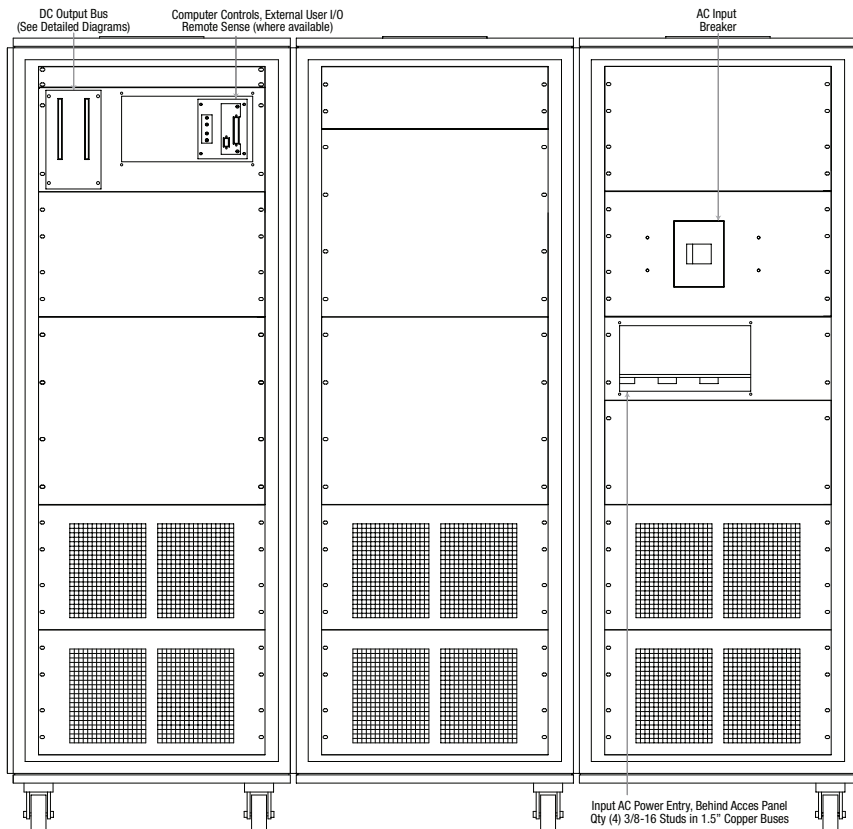 DC Output Bus
(See Detailed Diagrams)
Computer Controls, External User I/O
Remote Sense (where available)
AC Input
Breaker
Input AC Power Entry, Behind Acces Panel
Qty (4) 3/8-16 Studs in 1.5” Copper Buses